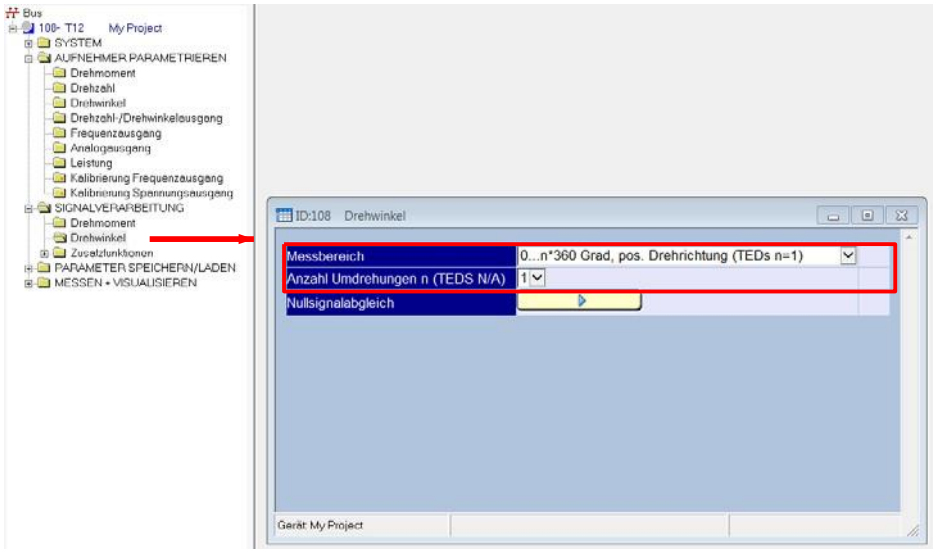 Bus
108- T12 My Project
SYSTEM
AUFNEHMER PARAMETRIEREN
Drehmoment
Drehzahl
Drehwinkel
Drehzahl-/Drehwinkelausgang
Frequenzausgang
Analogausgang
Leistung
Kalibrierung Frequenzausgang
Kalibrierung Spannungsausgang
SIGNALVERARBEITUNG
Drehmoment
Drehwinkel
Zusatzfunktionen
PARAMETER SPEICHERN/LADEN
MESSEN + VISUALISIEREN
ID:108 Drehwinkel
Messbereich 0...n*360 Grad, pos. Drehrichtung (TEDs n=1)
Anzahl Umdrehungen n (TEDS N/A) 1
Nullsignalabgleich
Gerät: My Project